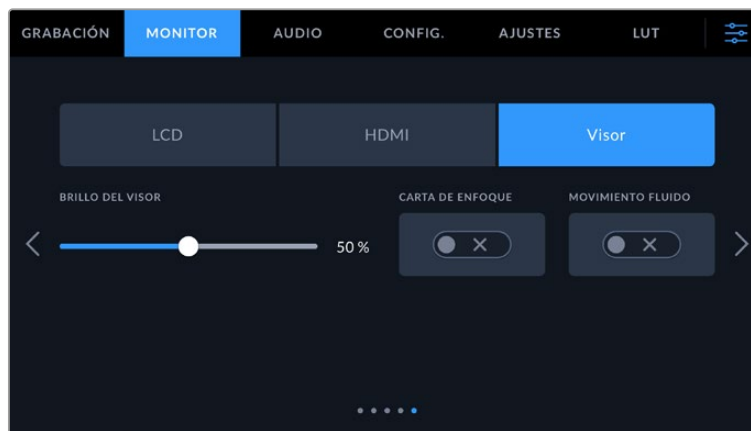 GRABACIÓN MONITOR AUDIO CONFIG. AJUSTES LUT
LCD HDMI Visor
BRILLO DEL VISOR CARTA DE ENFOQUE MOVIMIENTO FLUIDO
50 %